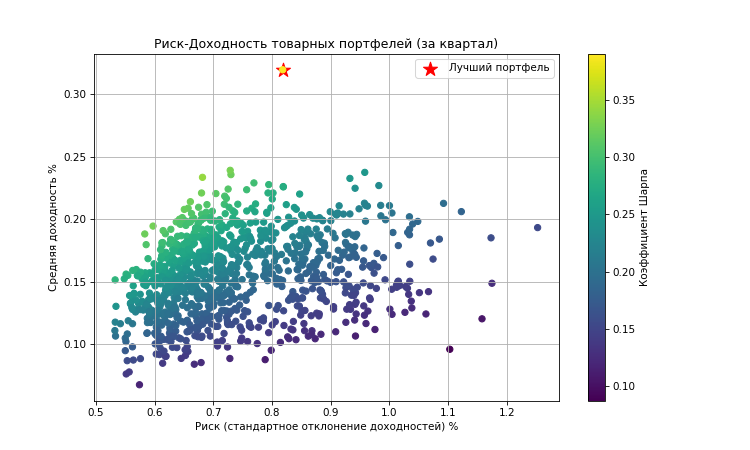 Риск-Доходность товарных портфелей (за квартал)
Лучший портфель
0.30
0.25
0.20
0.15
0.10
Средняя доходность %
0.5 0.6 0.7 0.8 0.9 1.0 1.1 1.2
Риск (стандартное отклонение доходностей) %
0.35
0.30
0.25
0.20
0.15
0.10
Коэффициент Шарпа